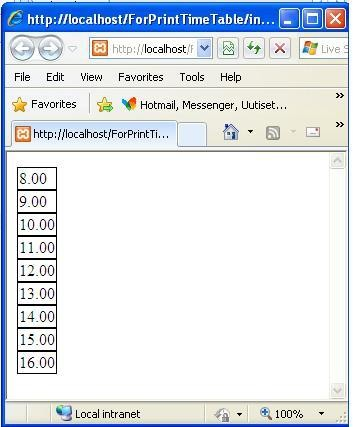 http://localhost/ForPrintTimeTable/in...
http://localhost/F
Live S
File Edit View Favorites Tools Help
Favorites Hotmail, Messenger, Uutiset...
http://localhost/ForPrintTi...
8.00
9.00
10.00
11.00
12.00
13.00
14.00
15.00
16.00
Local intranet 100%